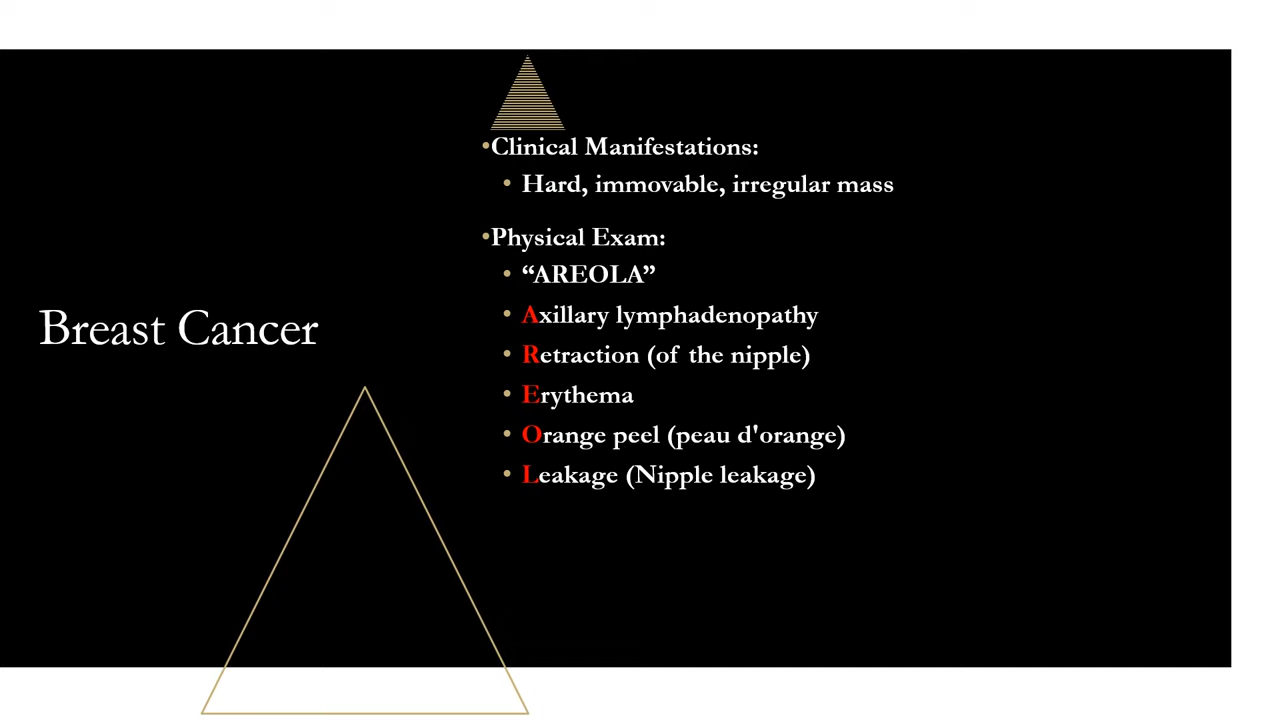 Breast Cancer
•Clinical Manifestations:
• Hard, immovable, irregular mass
•Physical Exam:
• “AREOLA”
• Axillary lymphadenopathy
• Retraction (of the nipple)
• Erythema
• Orange peel (peau d'orange)
• Leakage (Nipple leakage)